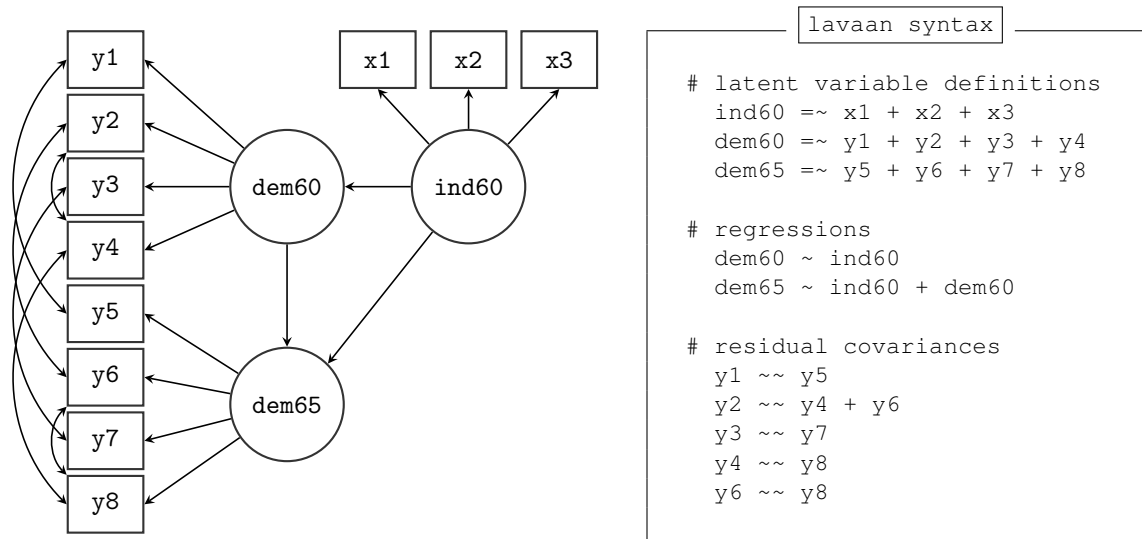 y1
y2
y3
y4
y5
y6
y7
y8
x1 x2 x3
dem60 ind60
dem65
lavaan syntax
# latent variable definitions
ind60 =~ x1 + x2 + x3
dem60 =~ y1 + y2 + y3 + y4
dem65 =~ y5 + y6 + y7 + y8
# regressions
dem60 ~ ind60
dem65 ~ ind60 + dem60
# residual covariances
y1 ~~ y5
y2 ~~ y4 + y6
y3 ~~ y7
y4 ~~ y8
y6 ~~ y8